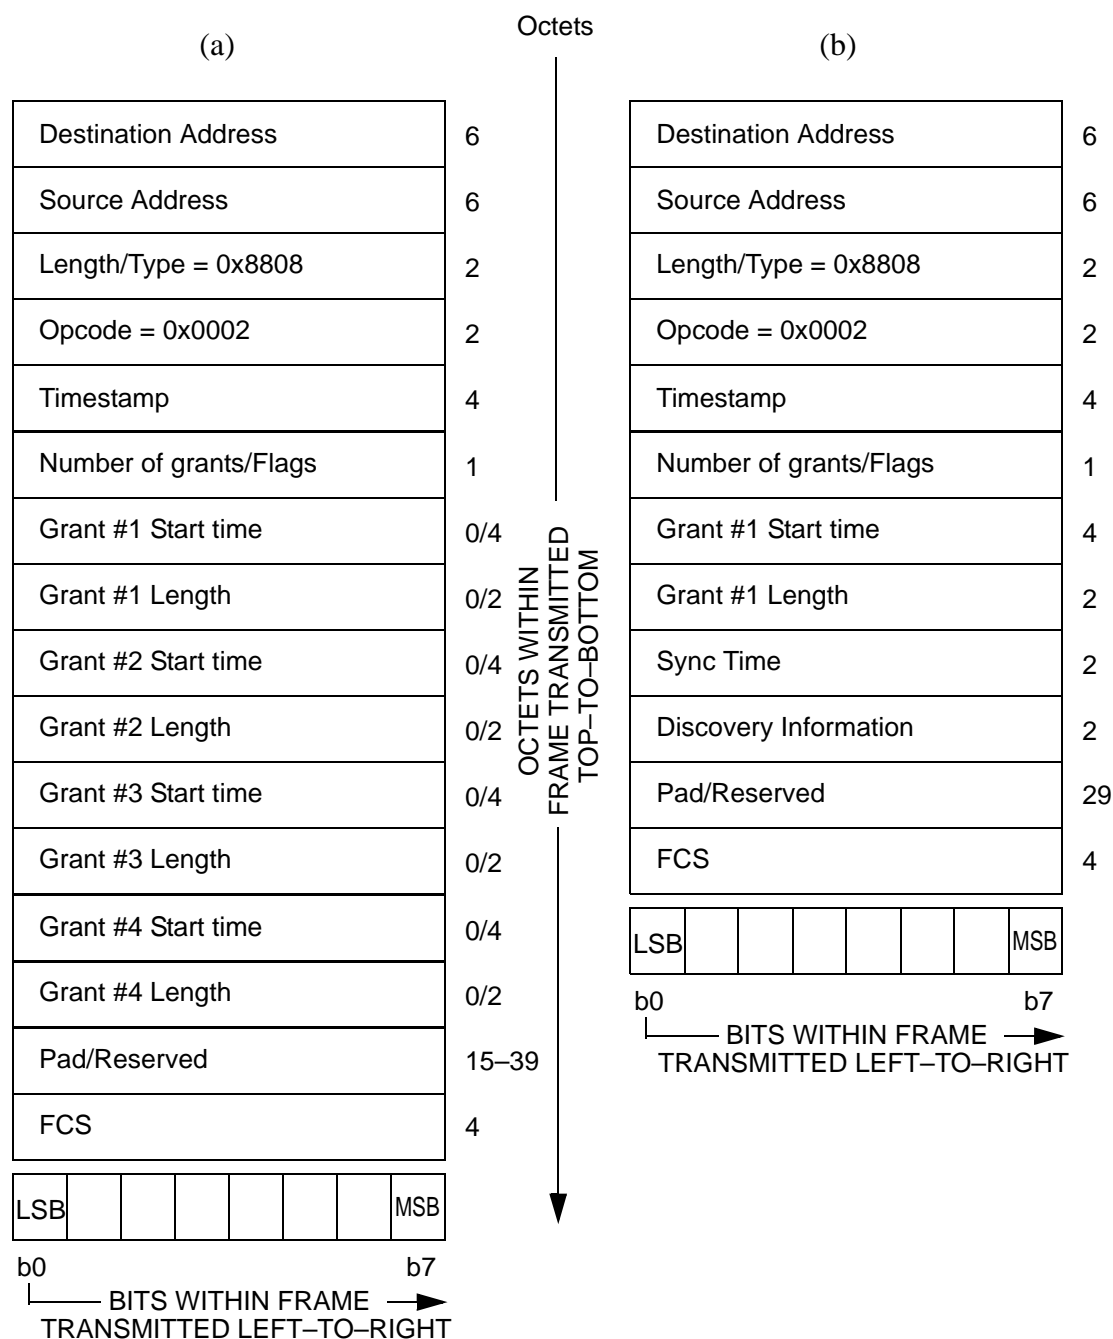 (a)
Destination Address 6
Source Address 6
Length/Type = 0x8808 2
Opcode = 0x0002 2
Timestamp 4
Number of grants/Flags 1
Grant #1 Start time 0/4
Grant #1 Length 0/2
Grant #2 Start time 0/4
Grant #2 Length 0/2
Grant #3 Start time 0/4
Grant #3 Length 0/2
Grant #4 Start time 0/4
Grant #4 Length 0/2
Pad/Reserved 15–39
FCS 4
LSB MSB
b0 b7
BITS WITHIN FRAME
TRANSMITTED LEFT–TO–RIGHT
Octets
OCTETS WITHIN
FRAME TRANSMITTED
TOP–TO–BOTTOM
(b)
Destination Address 6
Source Address 6
Length/Type = 0x8808 2
Opcode = 0x0002 2
Timestamp 4
Number of grants/Flags 1
Grant #1 Start time 4
Grant #1 Length 2
Sync Time 2
Discovery Information 2
Pad/Reserved 29
FCS 4
LSB MSB
b0 b7
BITS WITHIN FRAME
TRANSMITTED LEFT–TO–RIGHT